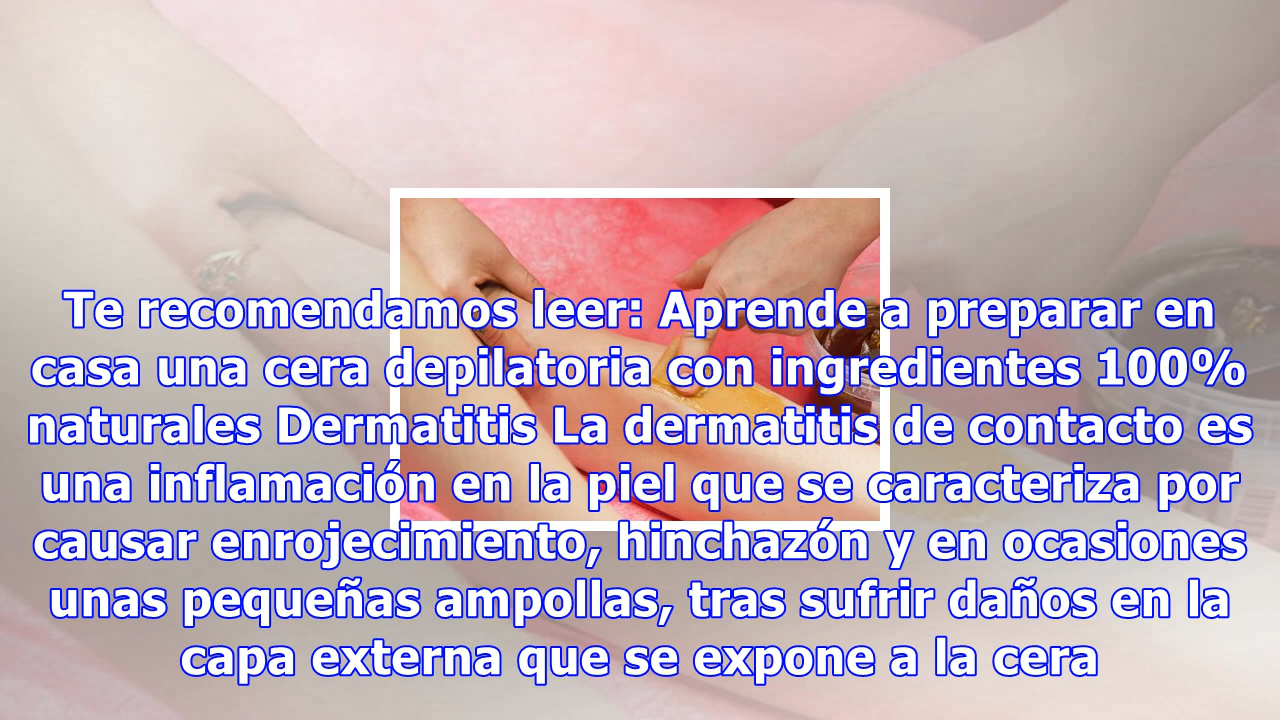 Te recomendamos leer: Aprende a preparar en
casa una cera depilatoria con ingredientes 100%
naturales Dermatitis La dermatitis de contacto es
una inflamación en la piel que se caracteriza por
causar enrojecimiento, hinchazón y en ocasiones
unas pequeñas ampollas, tras sufrir daños en la
capa externa que se expone a la cera